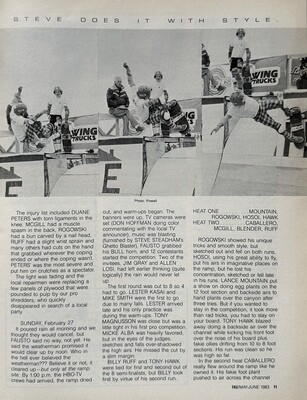 STEVE DOES IT WITH STYLE.
WING
TRUCKS
WING
Photo: Powell
The injury list included DUANE
PETERS with torn ligaments in the
knee; MCGILL had a muscle
spasm in the back; ROGOWSKI
had a bun carved by a nail head,
RUFF had a slight wrist sprain and
many others had cuts on the hand
that grabbed wherever the coping
ended or where the coping wasn't.
PETERS' was the most severe and
put him on crutches as a spectator.
The light was fading and the
local repairmen were replacing a
few panels of plywood that were
shredded to pieces by our pro
shredders; who quickly
disappeared in search of a local
party.
SUNDAY, February 27
It poured rain all morning and we
thought they would cancel it, but
FAUSTO said no way, not yet. He
said the weathermen promised it
would clear up by noon. Who in
the hell ever believed the
weatherman??? Believe it or not, it
cleared up - but only at the ramp
site. By 1:00 p.m. the HBO-TV
crews had arrived, the ramp dried
out, and warm-ups began. The
banners were up, TV cameras were
set (DON HOFFMAN doing color
commentating with the local TV
announcer), music was blasting
(furnished by STEVE STEADHAM's
Ghetto Blaster), FAUSTO grabbed
his BULL horn, and 12 contestants
started the competition. Two of the
invitees, JIM GRAY and ALLEN
LOSI, had left earlier thinking (quite
logically) the rain would never let
up.
The first round was cut to 8 so 4
had to go. LESTER KASAI and
MIKE SMITH were the first to go
due to many falls. LESTER arrived
late and his only practice was
during the warm-ups. TONY
MAGNUSSON was close but was a
little tight in his first pro competition.
MICKE ALBA was heavily favored,
but in the eyes of the judges,
sketches and falls over-shadowed
the high airs. He missed the cut by
a slim margin.
BILLY RUFF and TONY HAWK
were tied for first and second out of
the 8 semi-finalists, but BILLY took
first by virtue of his second run.
HEAT ONE MOUNTAIN,
ROGOWSKI, HOSOI, HAWK
HEAT TWO CABALLERO,
MCGILL, BLENDER, RUFF
ROGOWSKI showed his unique
tricks and smooth style, but
sketched out and fell on both runs.
HOSOI, using his great ability to fly,
put his airs in imaginative places on
the ramp, but he lost his
concentration, sketched or fell late
in his runs. LANCE MOUNTAIN put
a show on doing egg plants on the
12 foot sections and floating his no
hands plants over the canyon after
three tries. But if you wanted to
stay in the competition, it took more
than rad tricks, you had to stay on
your board. TONY HAWK blazed
away doing a backside air over the
channel while kicking his front foot
over the nose of his board plus
fakie ollies drifting from 10 to 8 foot
sections. His run was clean so he
was high so far.
In the second heat CABALLERO
really flew around the ramp like he
owned it. His fakie foot plant
pushed to air across the channel
MAY/JUNE 1983 11